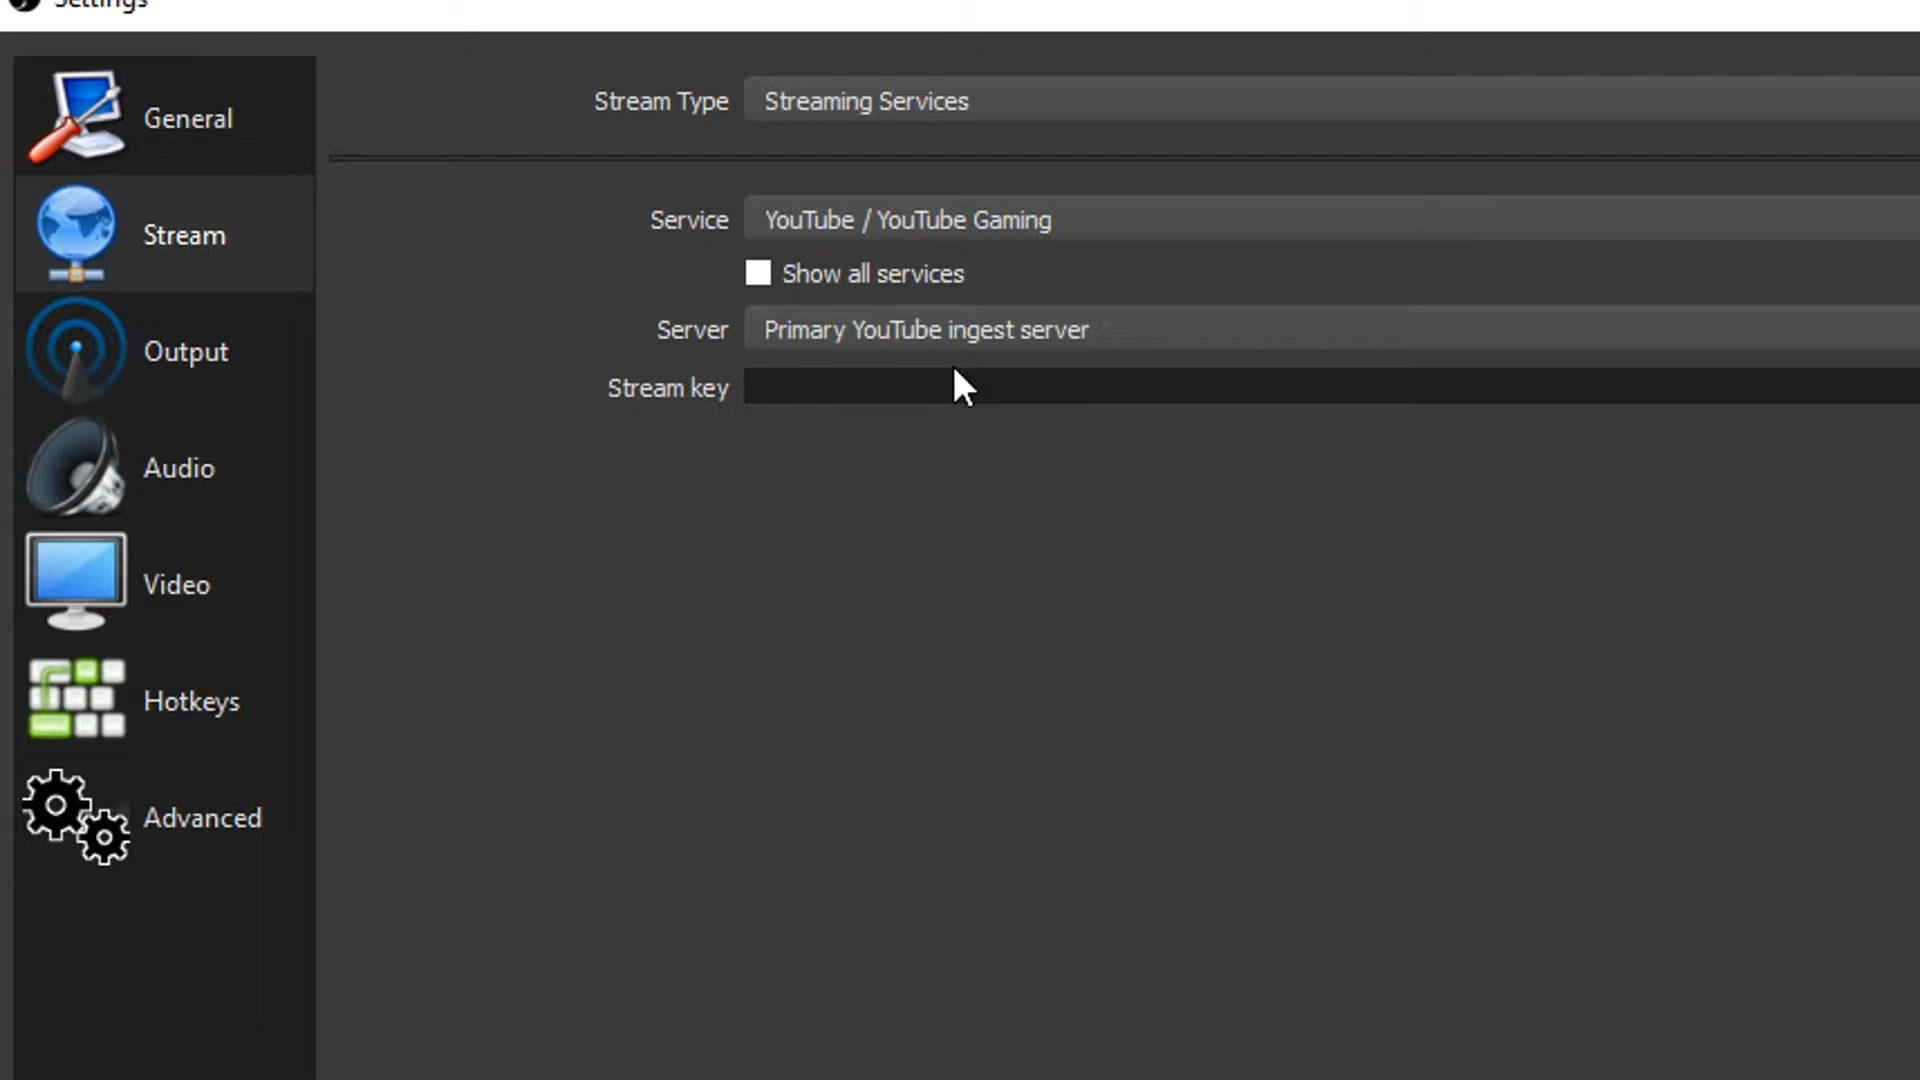 Settings
General
Stream Type Streaming Services
Stream
Service YouTube / YouTube Gaming
Show all services
Server Primary YouTube ingest server
Output
Stream key
Audio
Video
Hotkeys
Advanced